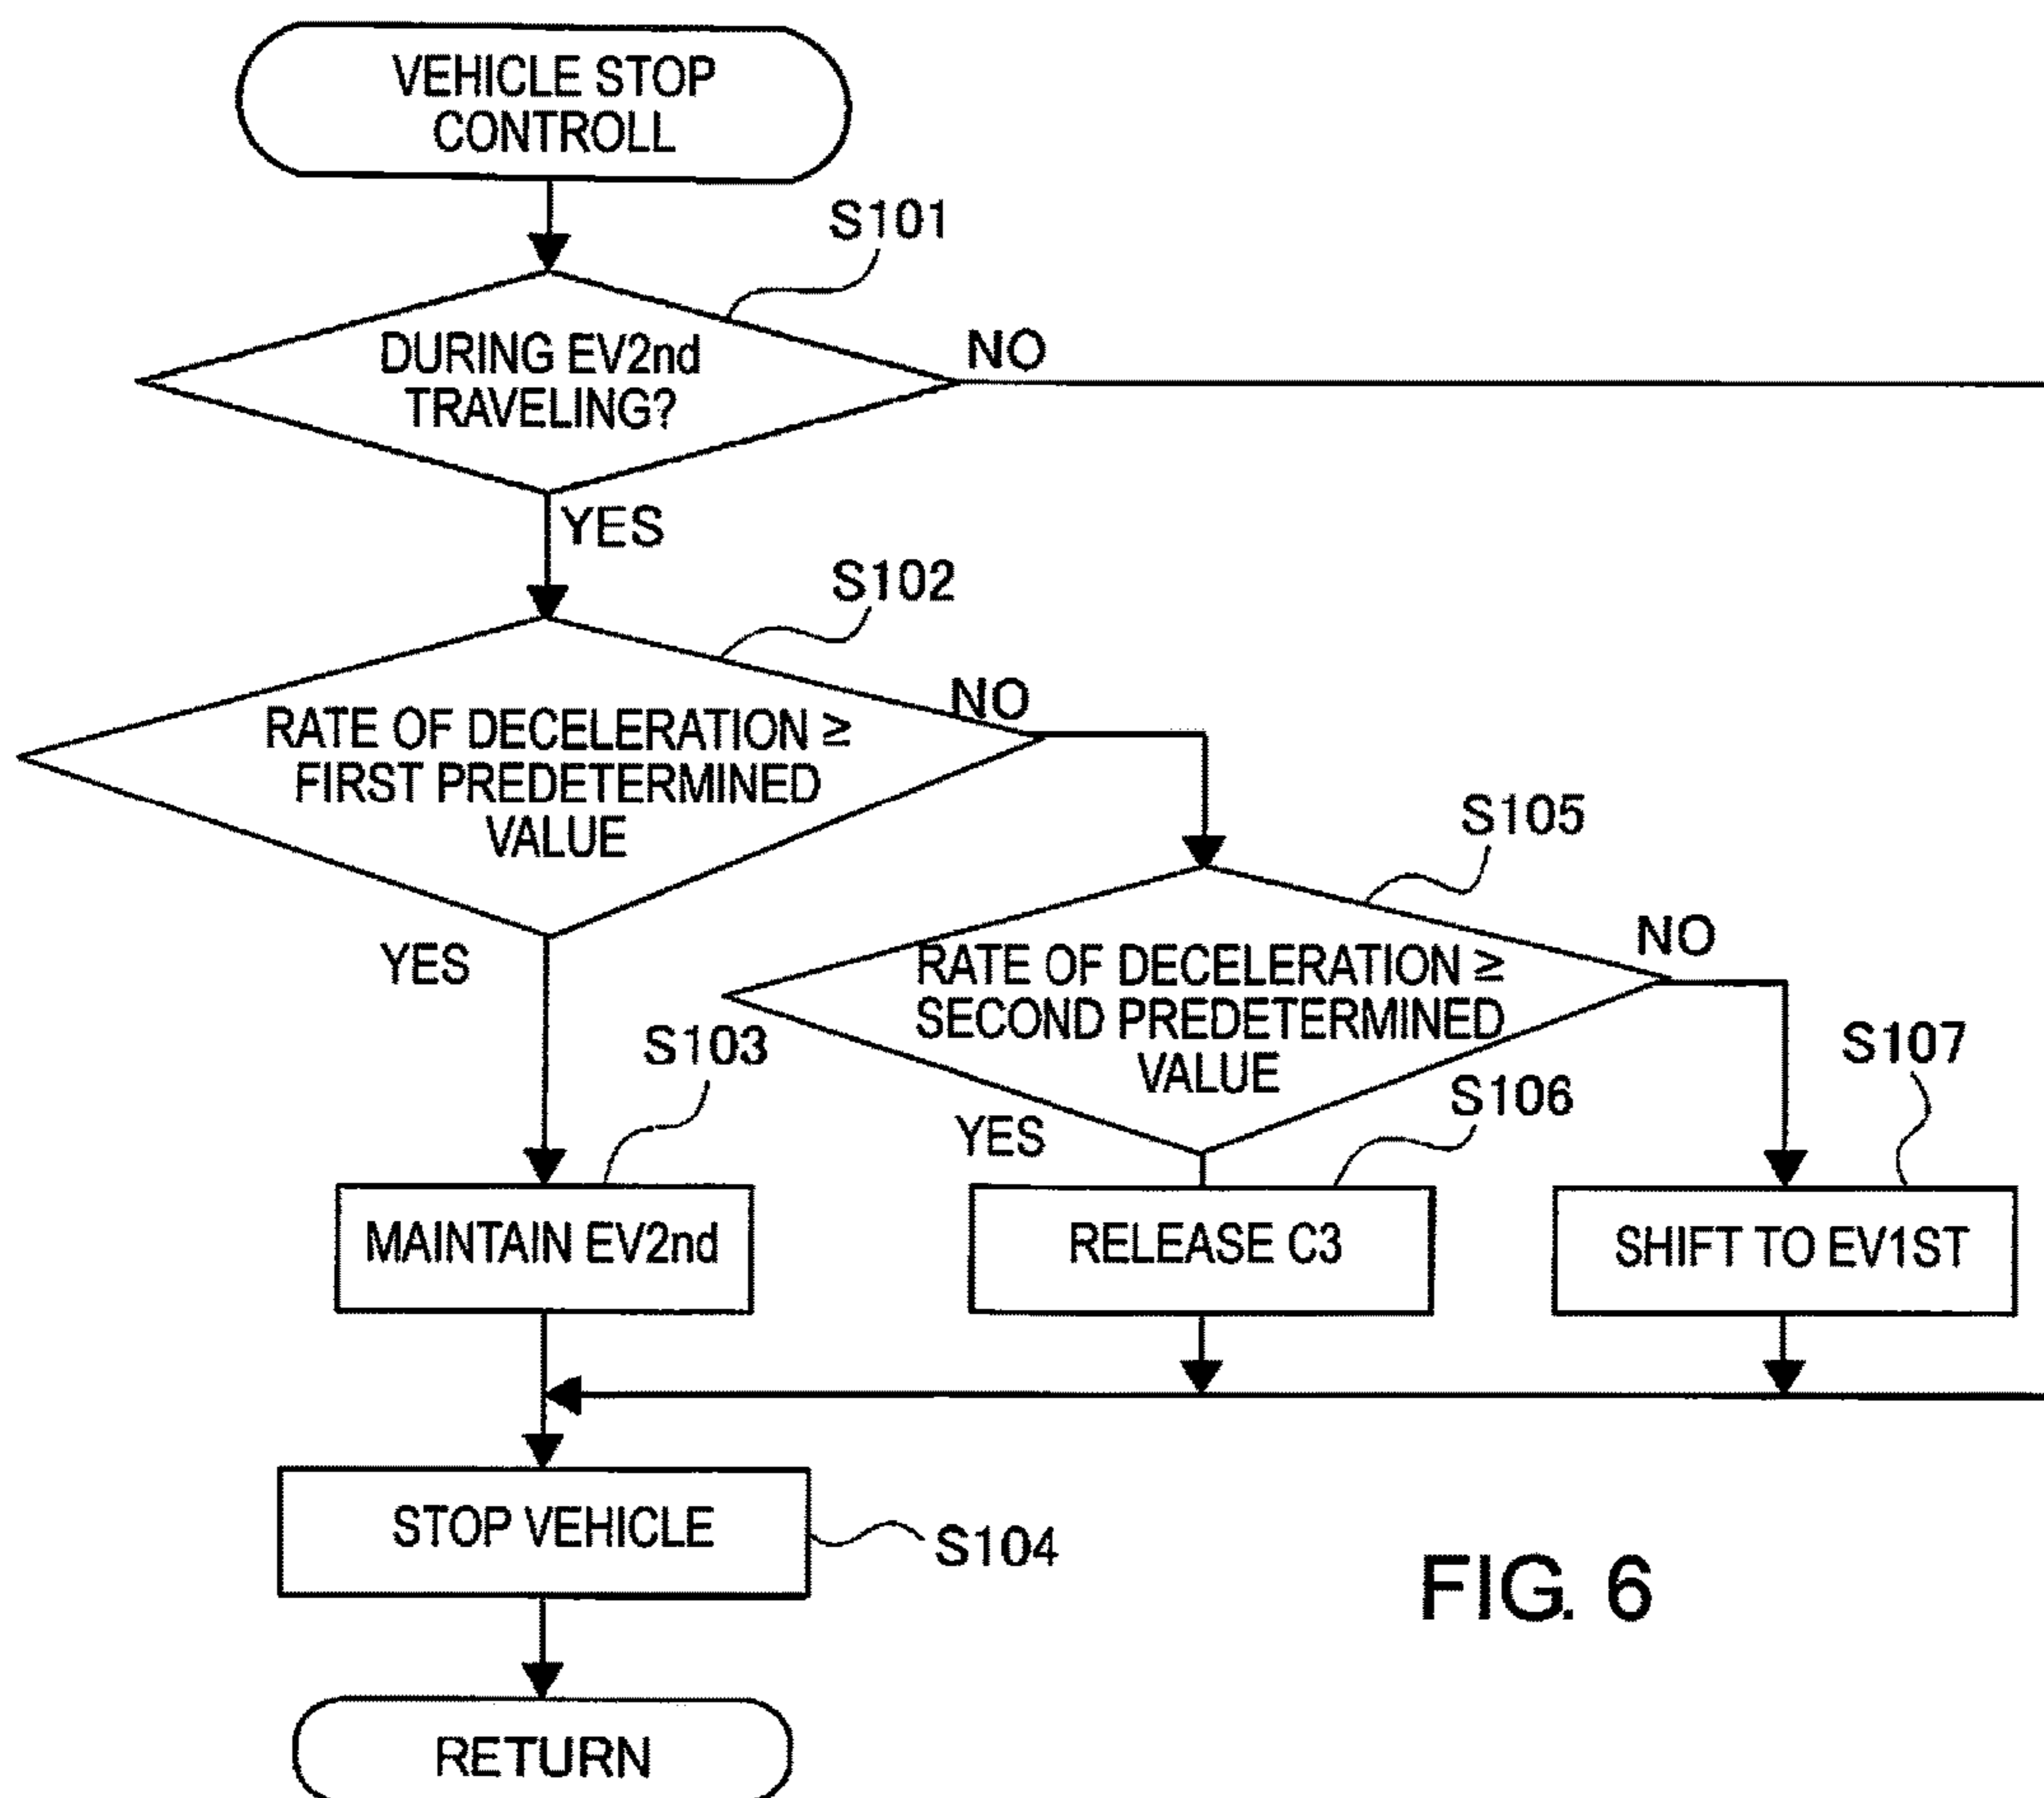 VEHICLE STOP
CONTROLL
S101
DURING EV2nd
TRAVELING?
NO
YES
S102
RATE OF DECELERATION ≥
FIRST PREDETERMINED
VALUE
NO
YES
S105
RATE OF DECELERATION ≥
SECOND PREDETERMINED
VALUE
NO
YES
S103
MAINTAIN EV2nd
S106
RELEASE C3
S107
SHIFT TO EV1ST
STOP VEHICLE
S104
RETURN
FIG. 6